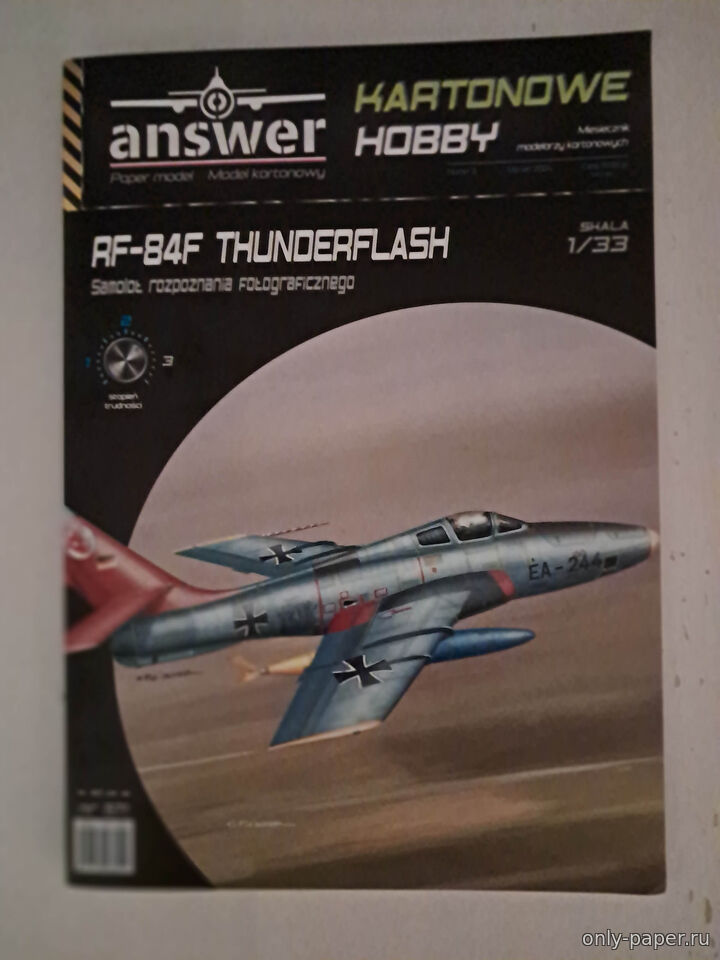 answer
Paper model Model kartonowy
KARTONOWE
HOBBY
Miesięcznik
modelarzy kartonowych
RF-84F THUNDERFLASH
Samolot rozpoznania fotograficznego
SKALA
1/33
1 2 3
stopień
trudności
EA-244
only-paper.ru